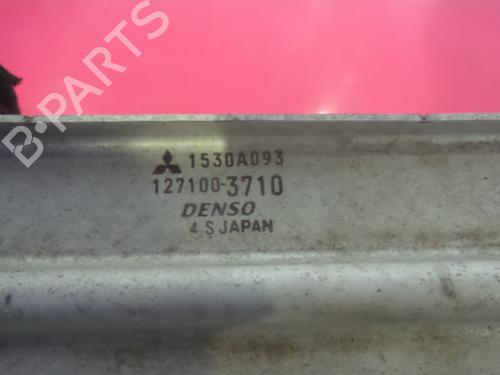 B-PARTS
1530A093
127100-3710
DENSO
4 S JAPAN